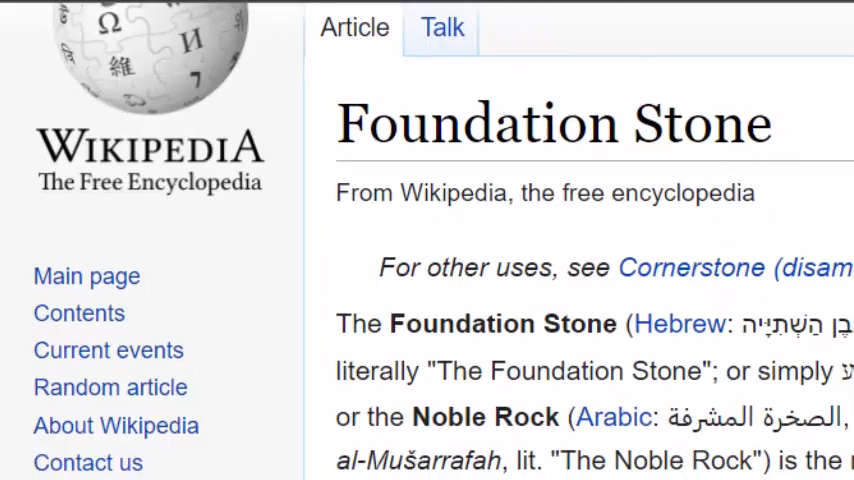 Article Talk
WIKIPEDIA
The Free Encyclopedia
Main page
Contents
Current events
Random article
About Wikipedia
Contact us
Foundation Stone
From Wikipedia, the free encyclopedia
For other uses, see Cornerstone (disam
The Foundation Stone (Hebrew: בֶן הַשְׁתִיָּיה
literally "The Foundation Stone"; or simply
or the Noble Rock (Arabic: الصخرة المشرفة,
al-Mušarrafah, lit. "The Noble Rock") is the